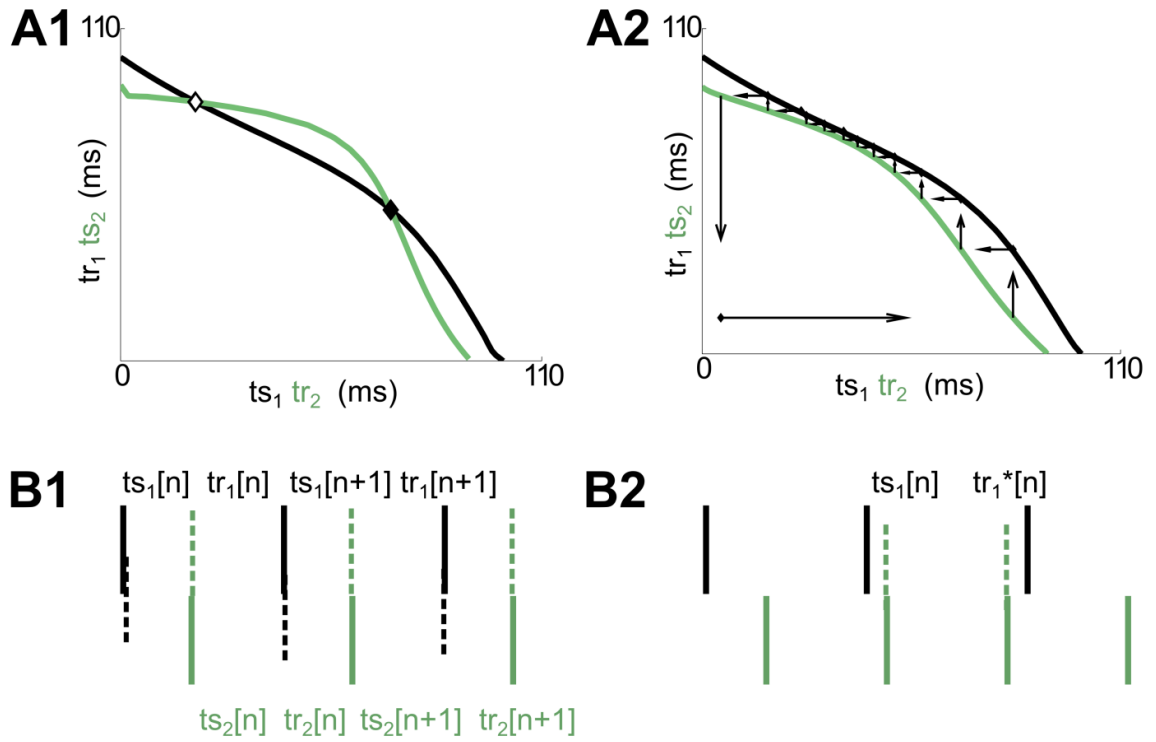 A1
110
tr₁ ts₂ (ms)
0
110
ts₁ tr₂ (ms)
A2
110
tr₁ ts₂ (ms)
0
110
ts₁ tr₂ (ms)
B1
ts₁[n] tr₁[n] ts₁[n+1] tr₁[n+1]
ts₂[n] tr₂[n] ts₂[n+1] tr₂[n+1]
B2
ts₁[n] tr₁*[n]